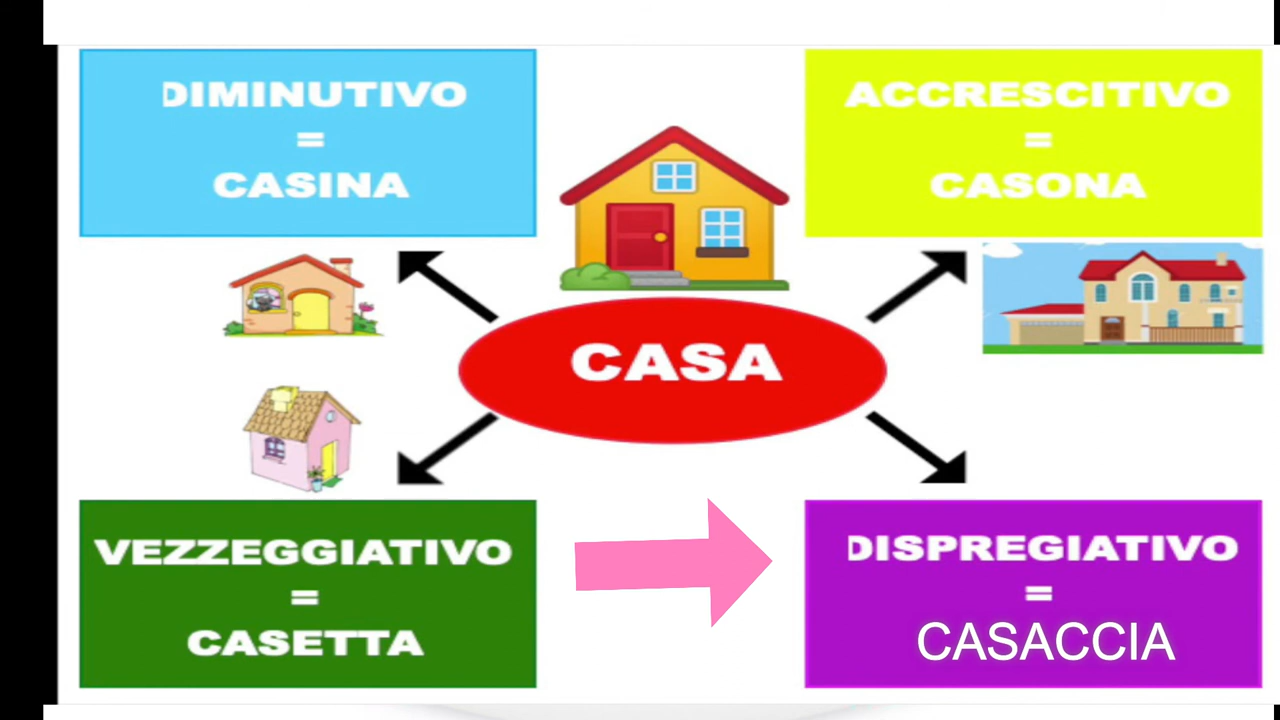 DIMINUTIVO
=
CASINA
ACCRESCITIVO
=
CASONA
CASA
VEZZEGGIATIVO
=
CASETTA
DISPREGIATIVO
=
CASACCIA